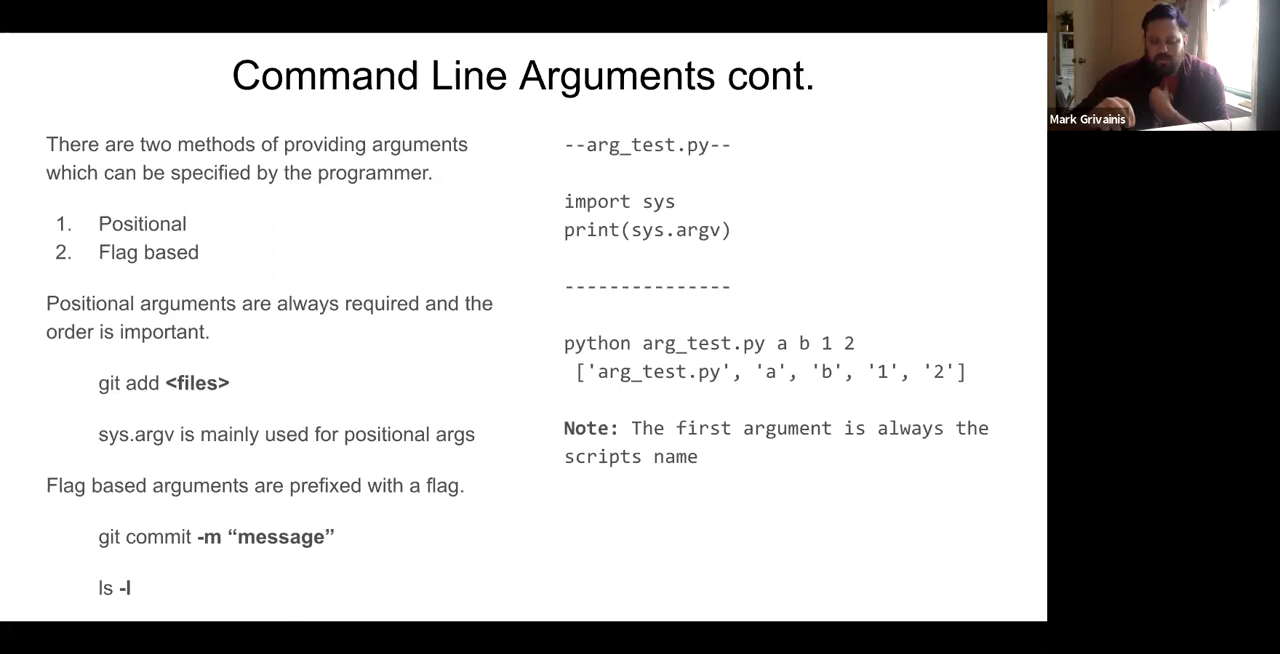 Command Line Arguments cont.
There are two methods of providing arguments
which can be specified by the programmer.
1. Positional
2. Flag based
Positional arguments are always required and the
order is important.
git add <files>
sys.argv is mainly used for positional args
Flag based arguments are prefixed with a flag.
git commit -m “message”
ls -l
--arg_test.py--
import sys
print(sys.argv)
---------------
python arg_test.py a b 1 2
['arg_test.py', 'a', 'b', '1', '2']
Note: The first argument is always the
scripts name
Mark Grivainis